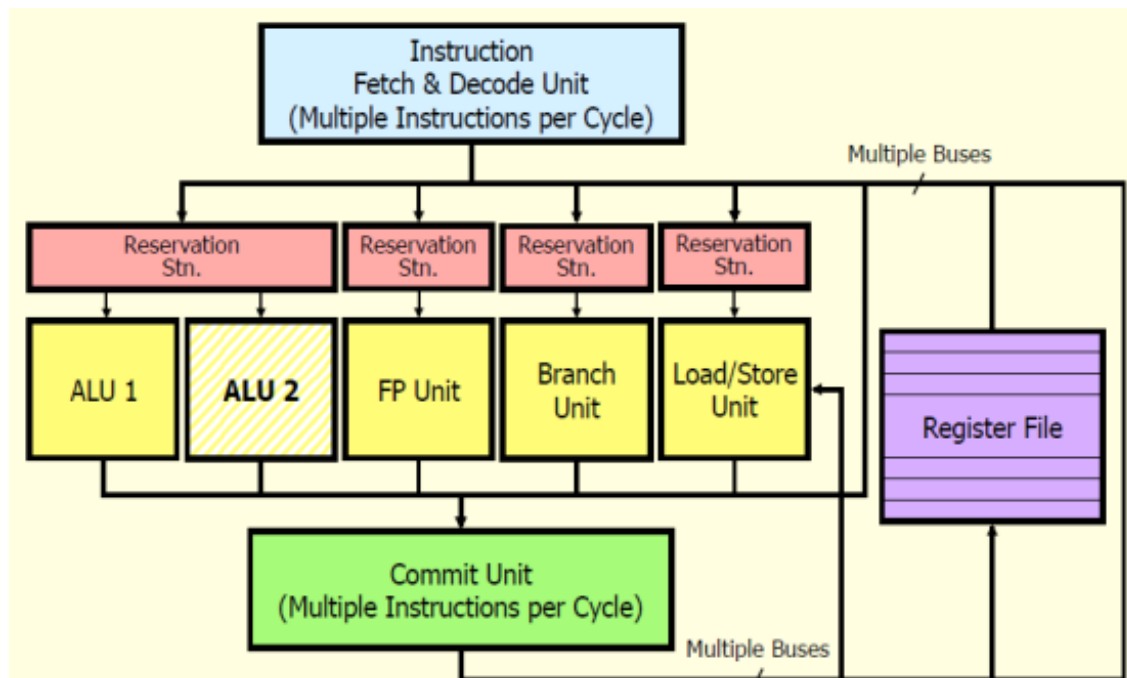 Instruction
Fetch & Decode Unit
(Multiple Instructions per Cycle)
Multiple Buses
Reservation
Stn.
Reservation
Stn.
Reservation
Stn.
Reservation
Stn.
ALU 1
ALU 2
FP Unit
Branch
Unit
Load/Store
Unit
Register File
Commit Unit
(Multiple Instructions per Cycle)
Multiple Buses